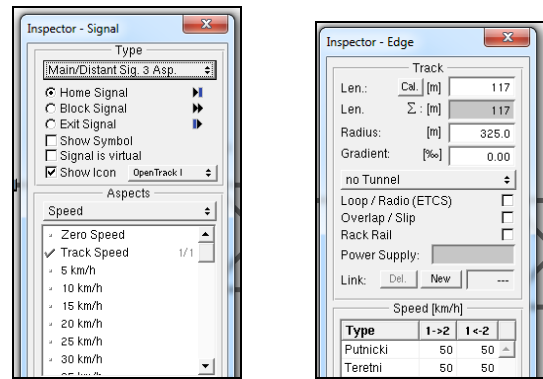 Inspector - Signal
Type
Main/Distant Sig. 3 Asp.
Home Signal
Block Signal
Exit Signal
Show Symbol
Signal is virtual
Show Icon OpenTrack I
Aspects
Speed
Zero Speed
Track Speed 1/1
5 km/h
10 km/h
15 km/h
20 km/h
25 km/h
30 km/h
Inspector - Edge
Track
Len.: Cal. [m] 117
Len. Σ : [m] 117
Radius: [m] 325.0
Gradient: [‰] 0.00
no Tunnel
Loop / Radio (ETCS)
Overlap / Slip
Rack Rail
Power Supply:
Link: Del. New ---
Speed [km/h]
Type 1->2 1<-2
Putnicki 50 50
Teretni 50 50